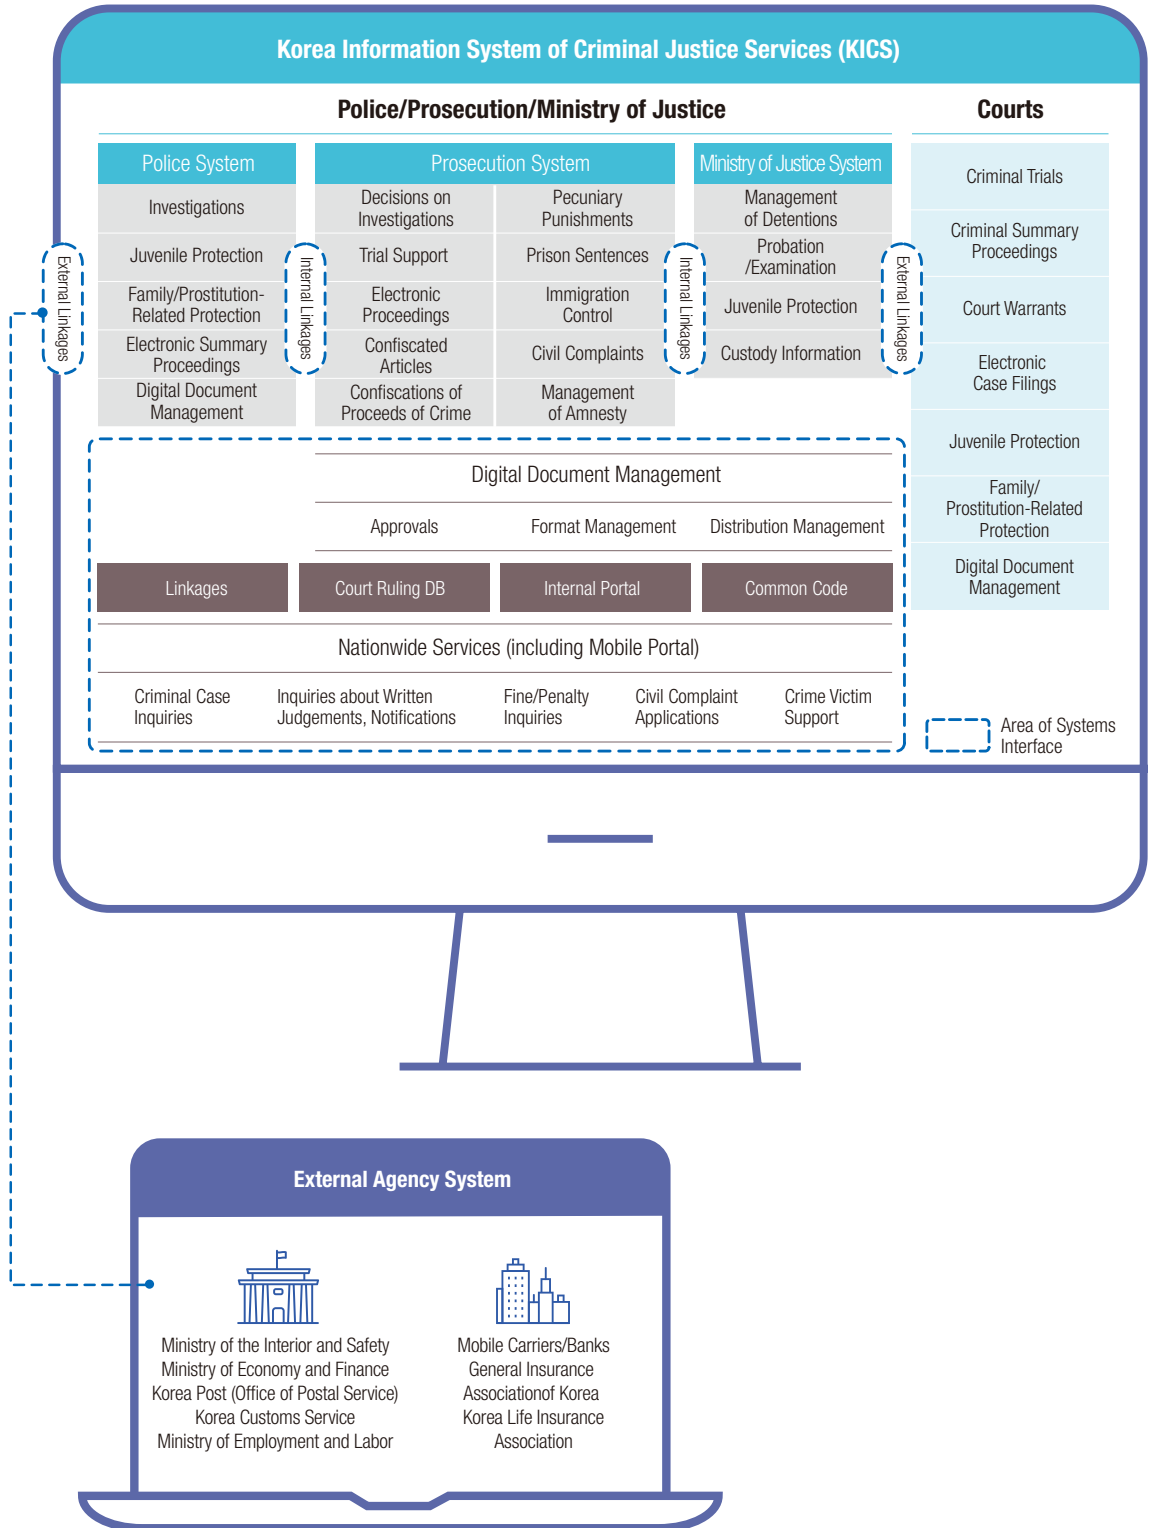 Korea Information System of Criminal Justice Services (KICS)
Police/Prosecution/Ministry of Justice
Courts
Police System
Investigations
Juvenile Protection
Family/Prostitution-
Related Protection
Electronic Summary
Proceedings
Digital Document
Management
Prosecution System
Decisions on
Investigations
Trial Support
Electronic
Proceedings
Confiscated
Articles
Confiscations of
Proceeds of Crime
Pecuniary
Punishments
Prison Sentences
Immigration
Control
Civil Complaints
Management
of Amnesty
Ministry of Justice System
Management
of Detentions
Probation
/Examination
Juvenile Protection
Custody Information
External Linkages
Internal Linkages
Internal Linkages
External Linkages
Criminal Trials
Criminal Summary
Proceedings
Court Warrants
Electronic
Case Filings
Juvenile Protection
Family/
Prostitution-Related
Protection
Digital Document
Management
Digital Document Management
Approvals
Format Management
Distribution Management
Linkages
Court Ruling DB
Internal Portal
Common Code
Nationwide Services (including Mobile Portal)
Criminal Case
Inquiries
Inquiries about Written
Judgements, Notifications
Fine/Penalty
Inquiries
Civil Complaint
Applications
Crime Victim
Support
Area of Systems
Interface
External Agency System
Ministry of the Interior and Safety
Ministry of Economy and Finance
Korea Post (Office of Postal Service)
Korea Customs Service
Ministry of Employment and Labor
Mobile Carriers/Banks
General Insurance
Associationof Korea
Korea Life Insurance
Association